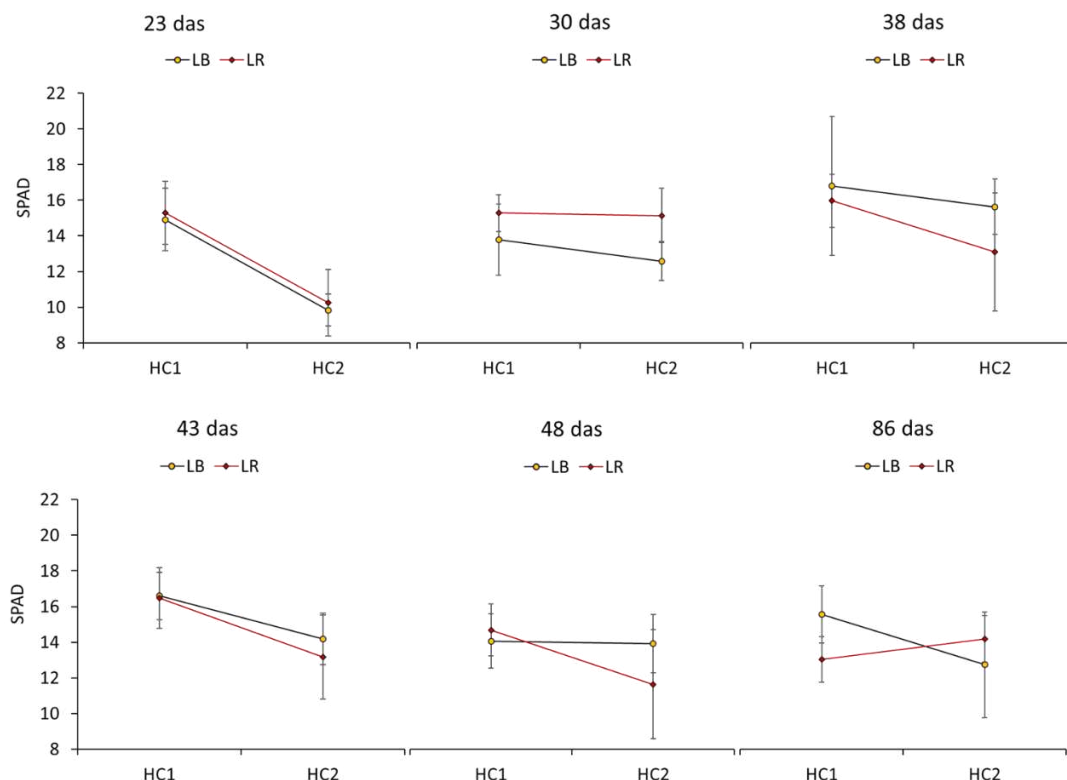 23 das
30 das
38 das
LB LR
LB LR
LB LR
22
20
18
16
14
12
10
8
SPAD
HC1 HC2
HC1 HC2
HC1 HC2
43 das
48 das
86 das
LB LR
LB LR
LB LR
22
20
18
16
14
12
10
8
SPAD
HC1 HC2
HC1 HC2
HC1 HC2